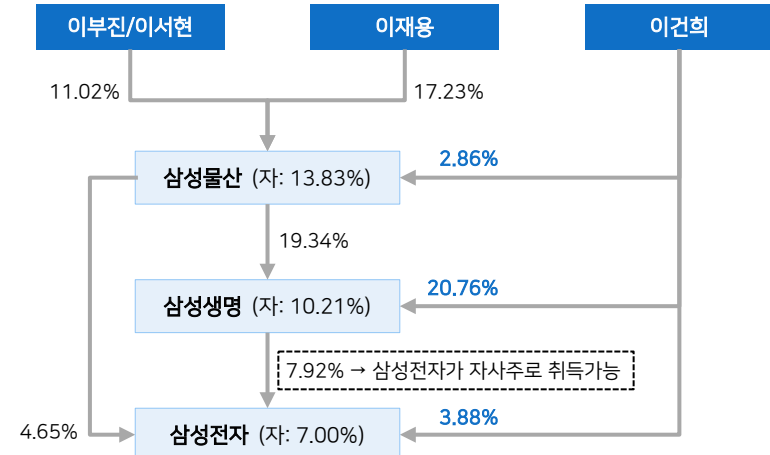 이부진/이서현
이재용
이건희
11.02%
17.23%
2.86%
삼성물산 (자: 13.83%)
19.34%
20.76%
삼성생명 (자: 10.21%)
7.92% → 삼성전자가 자사주로 취득가능
3.88%
4.65%
삼성전자 (자: 7.00%)